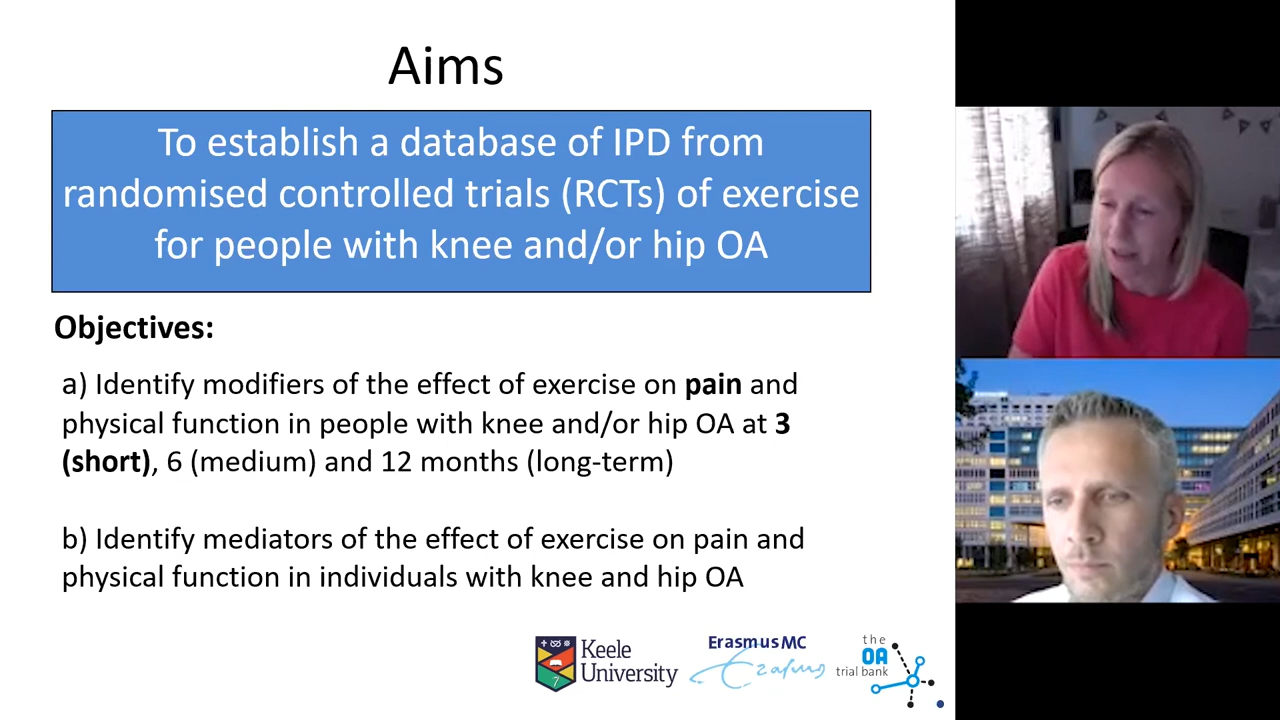 Aims
To establish a database of IPD from
randomised controlled trials (RCTs) of exercise
for people with knee and/or hip OA
Objectives:
a) Identify modifiers of the effect of exercise on pain and
physical function in people with knee and/or hip OA at 3
(short), 6 (medium) and 12 months (long-term)
b) Identify mediators of the effect of exercise on pain and
physical function in individuals with knee and hip OA
Keele
University
Erasmus MC
Erasmus
the
OA
trial bank